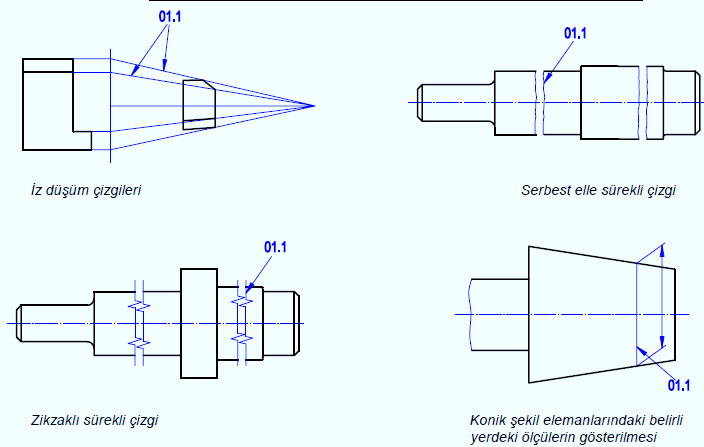 01.1
01.1
İz düşüm çizgileri
Serbest elle sürekli çizgi
01.1
01.1
Zikzaklı sürekli çizgi
Konik şekil elemanlarındaki belirli
yerdeki ölçülerin gösterilmesi